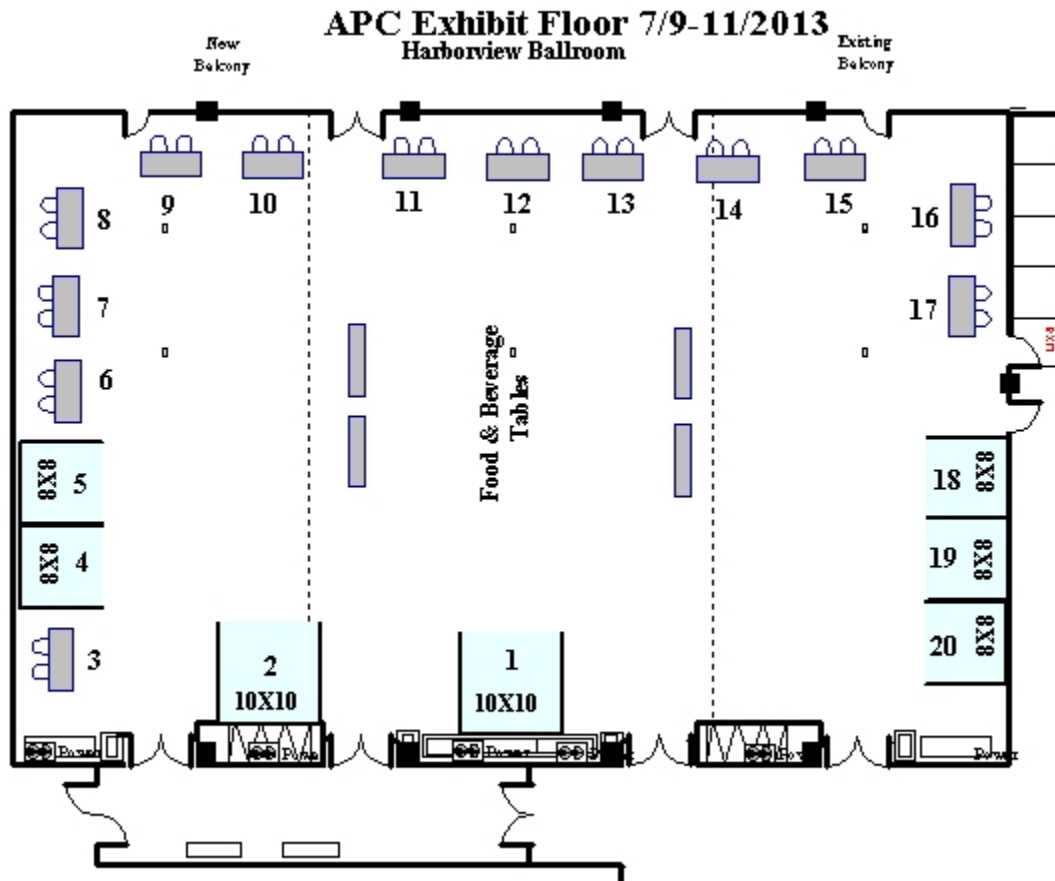 APC Exhibit Floor 7/9-11/2013
Harborview Ballroom
New
Balcony
Existing
Balcony
9
10
11
12
13
14
15
8
7
6
16
17
Food & Beverage
Tables
5
8X8
4
8X8
3
2
10X10
1
10X10
18
8X8
19
8X8
20
8X8
Power
Power
Power
Power